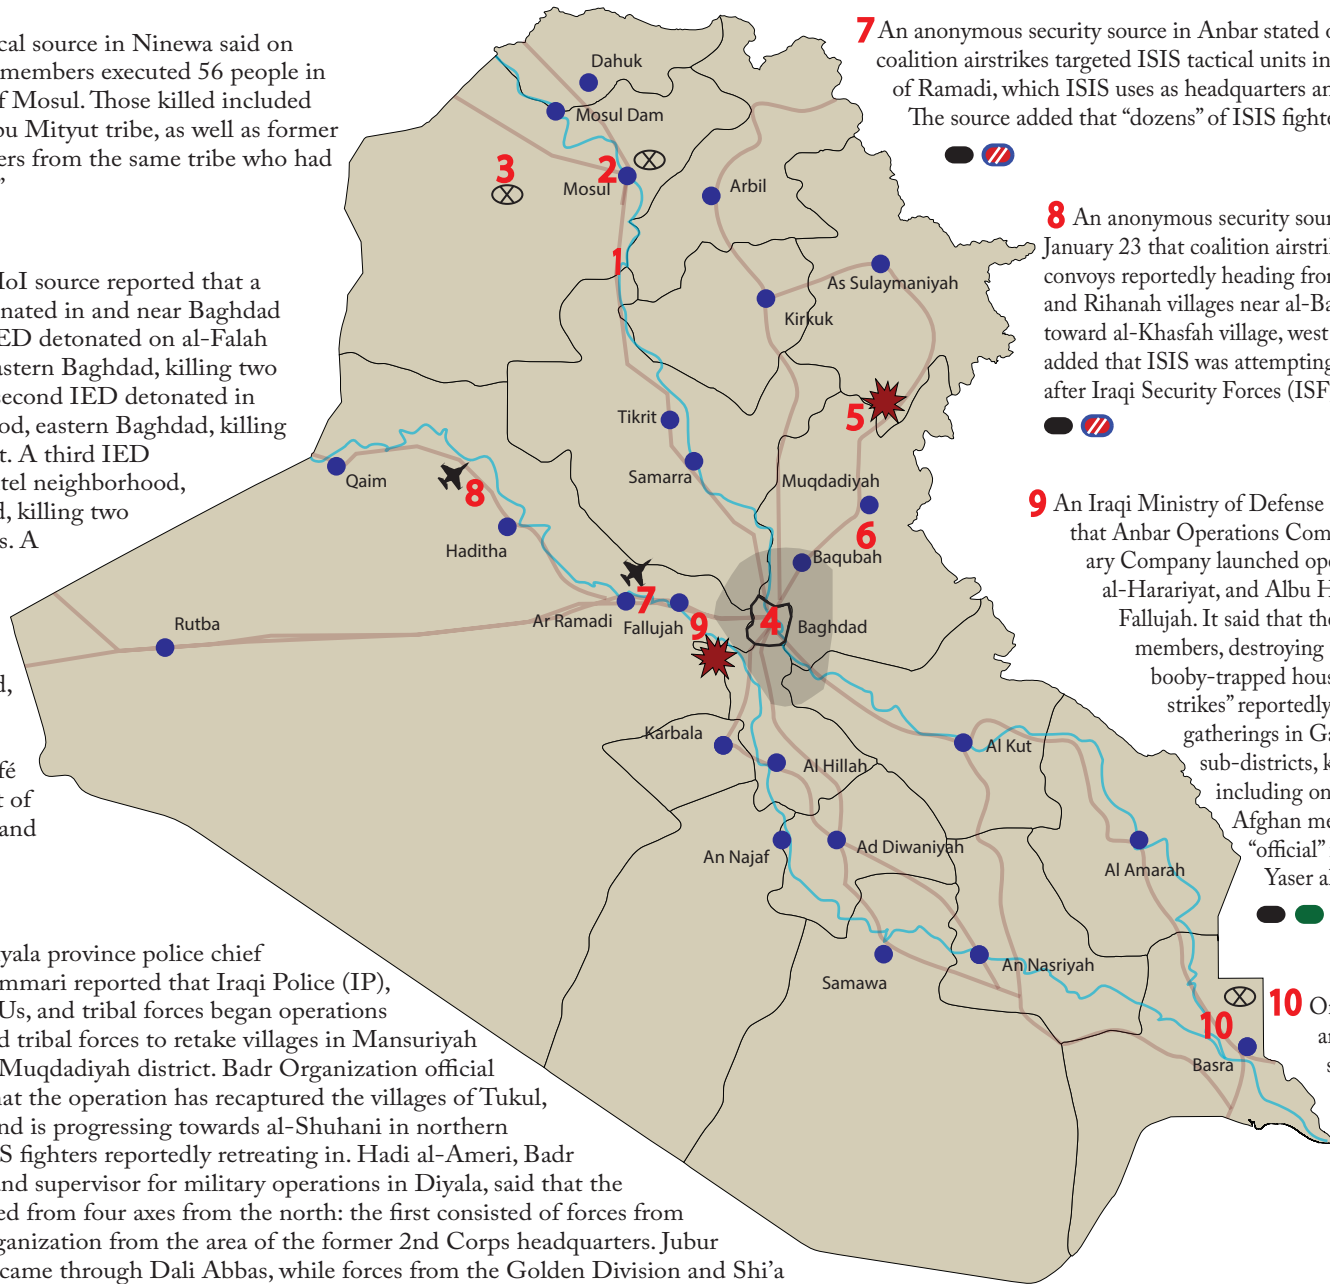 cal source in Ninewa said on
members executed 56 people in
f Mosul. Those killed included
bu Mityut tribe, as well as former
ers from the same tribe who had
”
IoI source reported that a
nated in and near Baghdad
ED detonated on al-Falah
astern Baghdad, killing two
second IED detonated in
od, eastern Baghdad, killing
t. A third IED
tel neighborhood,
d, killing two
s. A
d,
fé
t of
and
yala province police chief
mmari reported that Iraqi Police (IP),
Us, and tribal forces began operations
d tribal forces to retake villages in Mansuriyah
Muqdadiyah district. Badr Organization official
hat the operation has recaptured the villages of Tukul,
nd is progressing towards al-Shuhani in northern
S fighters reportedly retreating in. Hadi al-Ameri, Badr
and supervisor for military operations in Diyala, said that the
ed from four axes from the north: the first consisted of forces from
ganization from the area of the former 2nd Corps headquarters. Jubur
came through Dali Abbas, while forces from the Golden Division and Shi’a
Dahuk
Mosul Dam
3
2
Mosul
Arbil
1
As Sulaymaniyah
Kirkuk
5
Tikrit
Samarra
Muqdadiyah
Qaim
8
6
Haditha
Baqubah
7
Ar Ramadi
Fallujah
9
4
Baghdad
Rutba
Karbala
Al Kut
Al Hillah
An Najaf
Ad Diwaniyah
Al Amarah
Samawa
An Nasriyah
10
Basra
7 An anonymous security source in Anbar stated o
coalition airstrikes targeted ISIS tactical units in
of Ramadi, which ISIS uses as headquarters an
The source added that “dozens” of ISIS fighte
8 An anonymous security sour
January 23 that coalition airstri
convoys reportedly heading from
and Rihanah villages near al-Ba
toward al-Khasfah village, west
added that ISIS was attempting
after Iraqi Security Forces (ISF
9 An Iraqi Ministry of Defense
that Anbar Operations Com
ary Company launched ope
al-Harariyat, and Albu H
Fallujah. It said that the
members, destroying
booby-trapped hous
strikes” reportedly
gatherings in Ga
sub-districts, k
including on
Afghan me
“official”
Yaser al
10 On
an
s